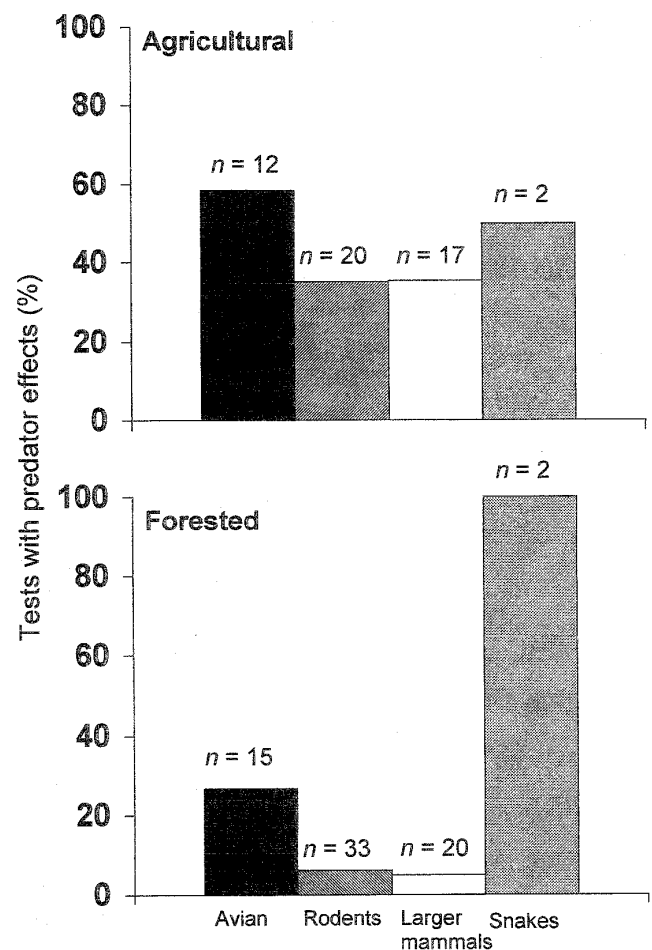 Tests with predator effects (%)
Agricultural
100
80
60
40
20
0
n = 12
n = 20
n = 17
n = 2
Forested
100
80
60
40
20
0
n = 15
n = 33
n = 20
n = 2
Avian
Rodents
Larger
mammals
Snakes